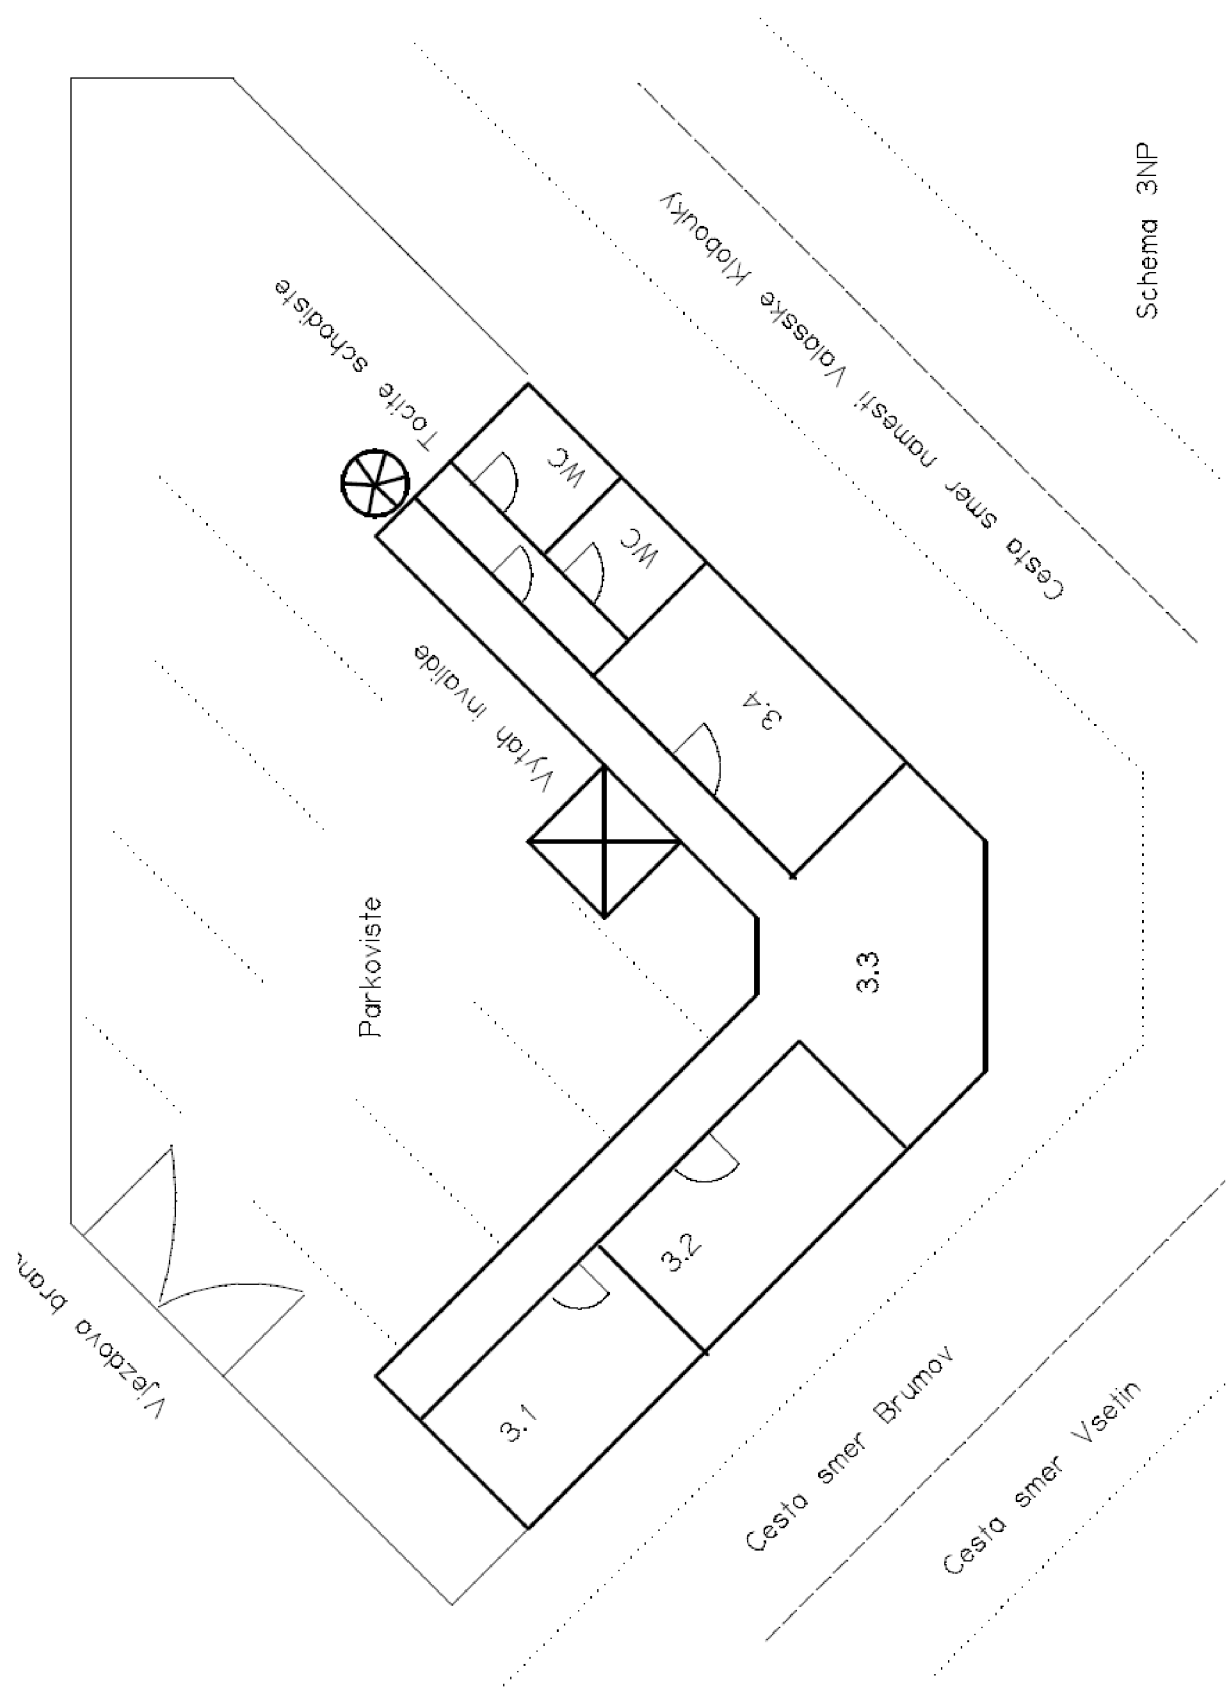 Schema 3NP
Cesta smer namesti Valasske Klobouky
Tocite schodiste
WC
WC
Vytah invalide
3.4
Parkoviste
3.3
3.2
3.1
Vjezdova
Cesta smer Brumov
Cesta smer Vsetin